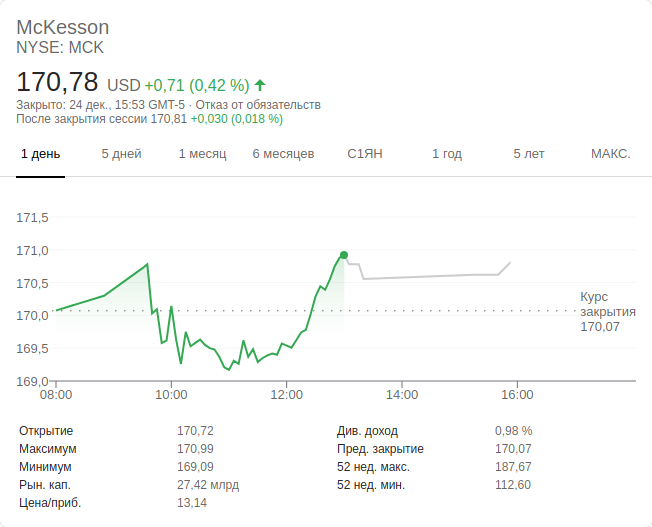 McKesson
NYSE: MCK
170,78 USD +0,71 (0,42 %)
Закрыто: 24 дек., 15:53 GMT-5 · Отказ от обязательств
После закрытия сессии 170,81 +0,030 (0,018 %)
1 день 5 дней 1 месяц 6 месяцев С1ЯН 1 год 5 лет МАКС.
171,5
171,0
170,5
Курс
закрытия
170,07
170,0
169,5
169,0
08:00 10:00 12:00 14:00 16:00
Открытие 170,72 Див. доход 0,98 %
Максимум 170,99 Пред. закрытие 170,07
Минимум 169,09 52 нед. макс. 187,67
Рын. кап. 27,42 млрд 52 нед. мин. 112,60
Цена/приб. 13,14